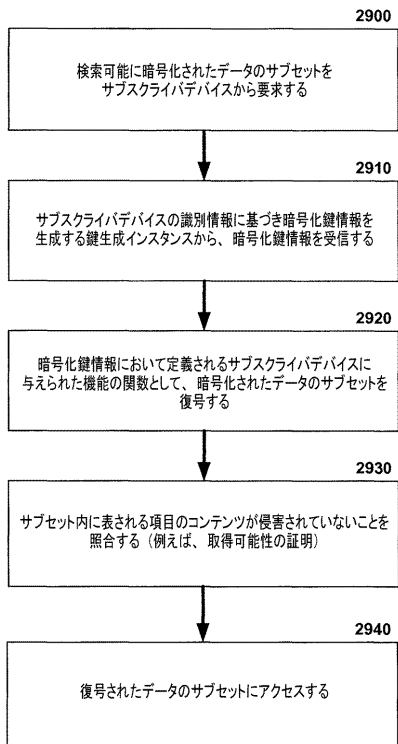 2900
検索可能に暗号化されたデータのサブセットを
サブスクライバデバイスから要求する
2910
サブスクライバデバイスの識別情報に基づき暗号化鍵情報を
生成する鍵生成インスタンスから、暗号化鍵情報を受信する
2920
暗号化鍵情報において定義されるサブスクライバデバイスに
与えられた機能の関数として、暗号化されたデータのサブセットを
復号する
2930
サブセット内に表される項目のコンテンツが侵害されていないことを
照合する（例えば、取得可能性の証明）
2940
復号されたデータのサブセットにアクセスする